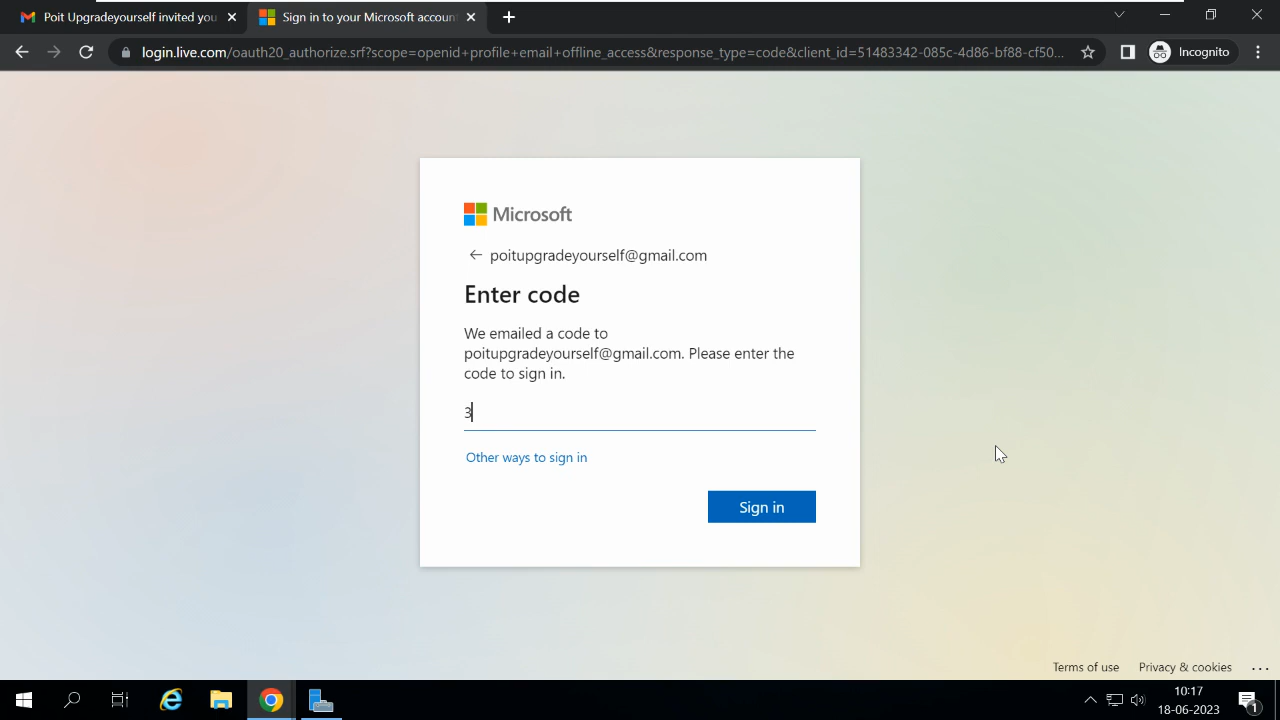 Poit Upgradeyourself invited you
Sign in to your Microsoft accoun
login.live.com/oauth20_authorize.srf?scope=openid+profile+email+offline_access&response_type=code&client_id=51483342-085c-4d86-bf88-cf50...
Incognito
Microsoft
poitupgradeyourself@gmail.com
Enter code
We emailed a code to
poitupgradeyourself@gmail.com. Please enter the
code to sign in.
3
Other ways to sign in
Sign in
Terms of use Privacy & cookies ...
10:17
18-06-2023
1